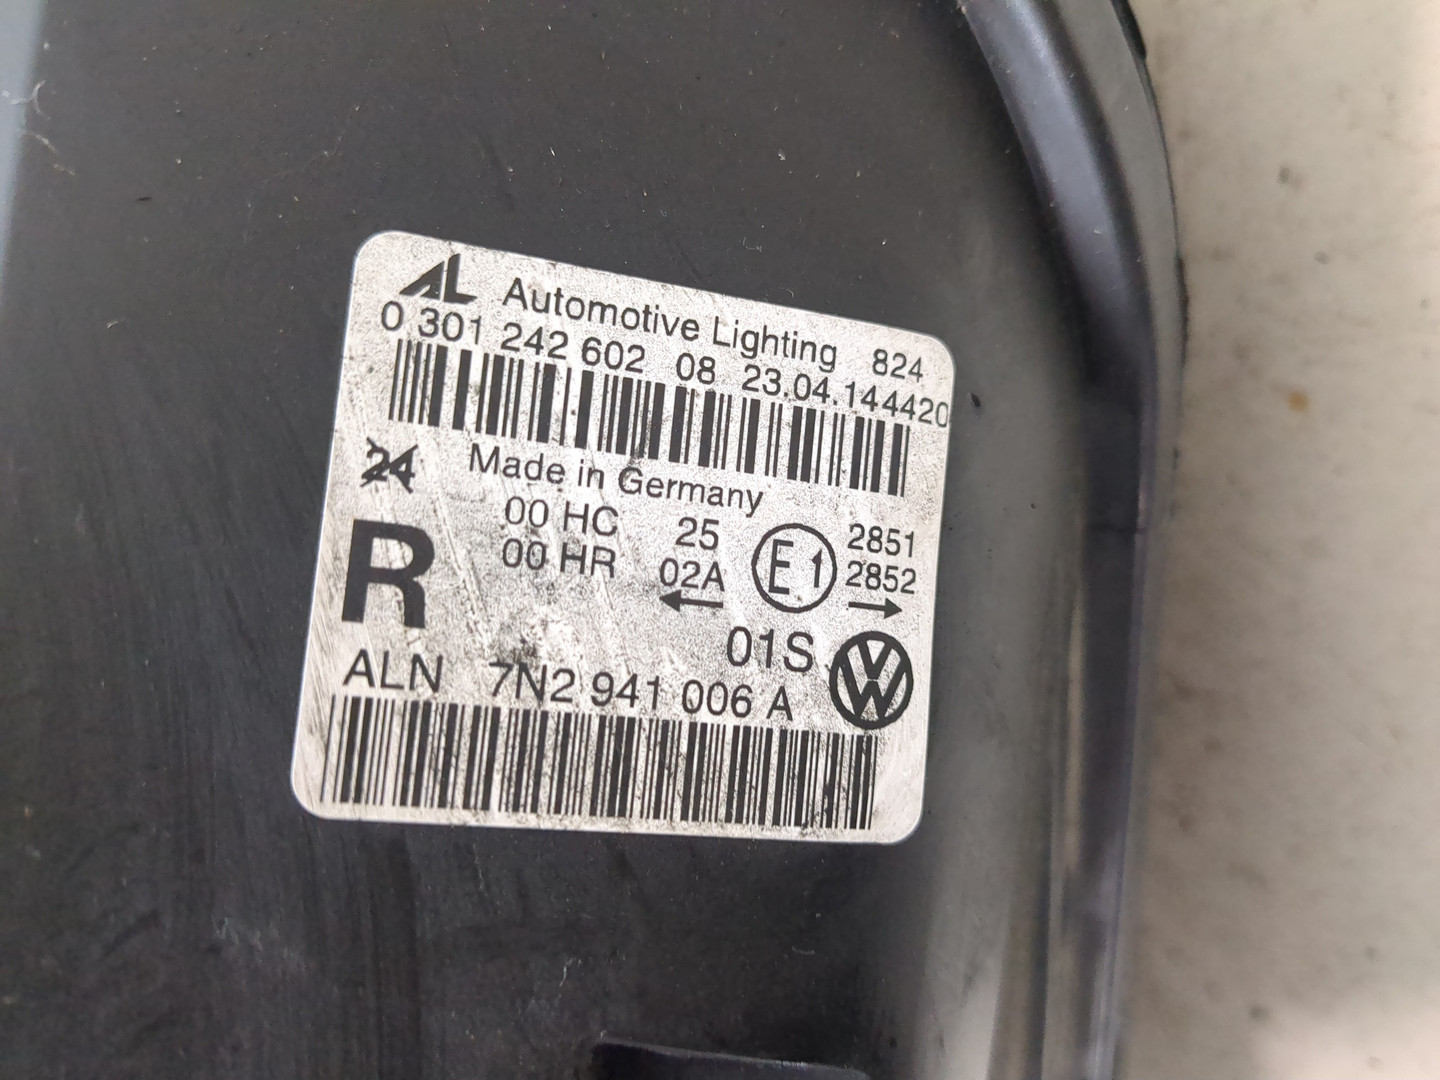 AL Automotive Lighting 824
0 301 242 602 08 23.04.144420
24 Made in Germany
00 HC 25 E1 2851
00 HR 02A 2852
R
01S
ALN 7N2 941 006 A VW